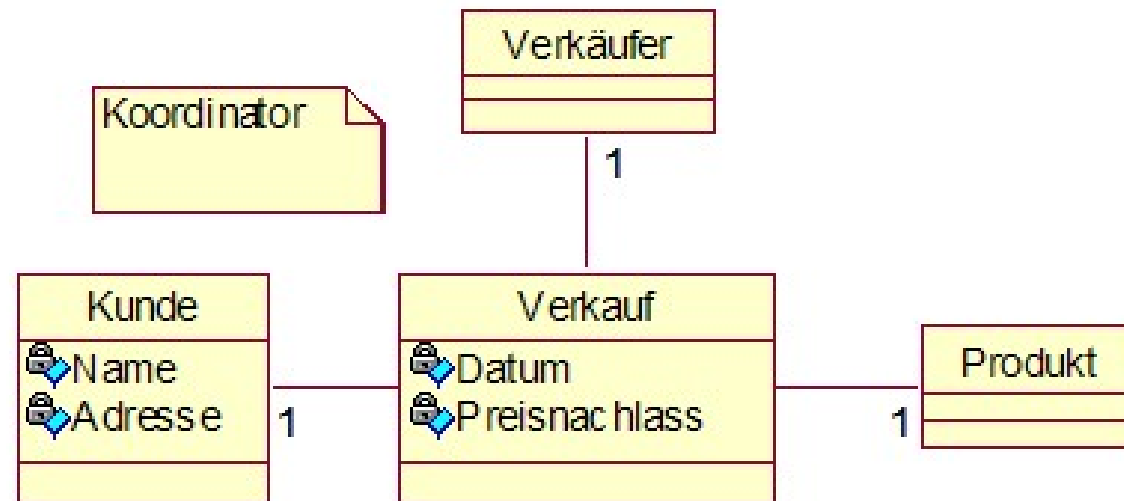 Verkäufer
Koordinator
1
Kunde
Name
Adresse
1
Verkauf
Datum
Preisnachlass
Produkt
1